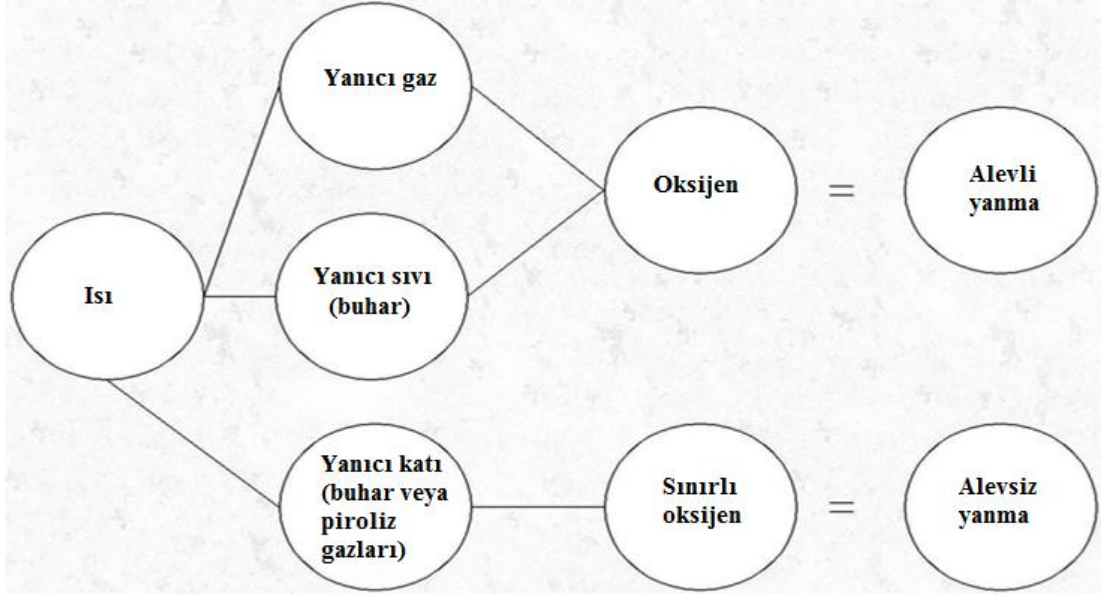 Yanıcı gaz
Oksijen
=
Alevli
yanma
Isı
Yanıcı sıvı
(buhar)
Yanıcı katı
(buhar veya
piroliz
gazları)
Sınırlı
oksijen
=
Alevsiz
yanma